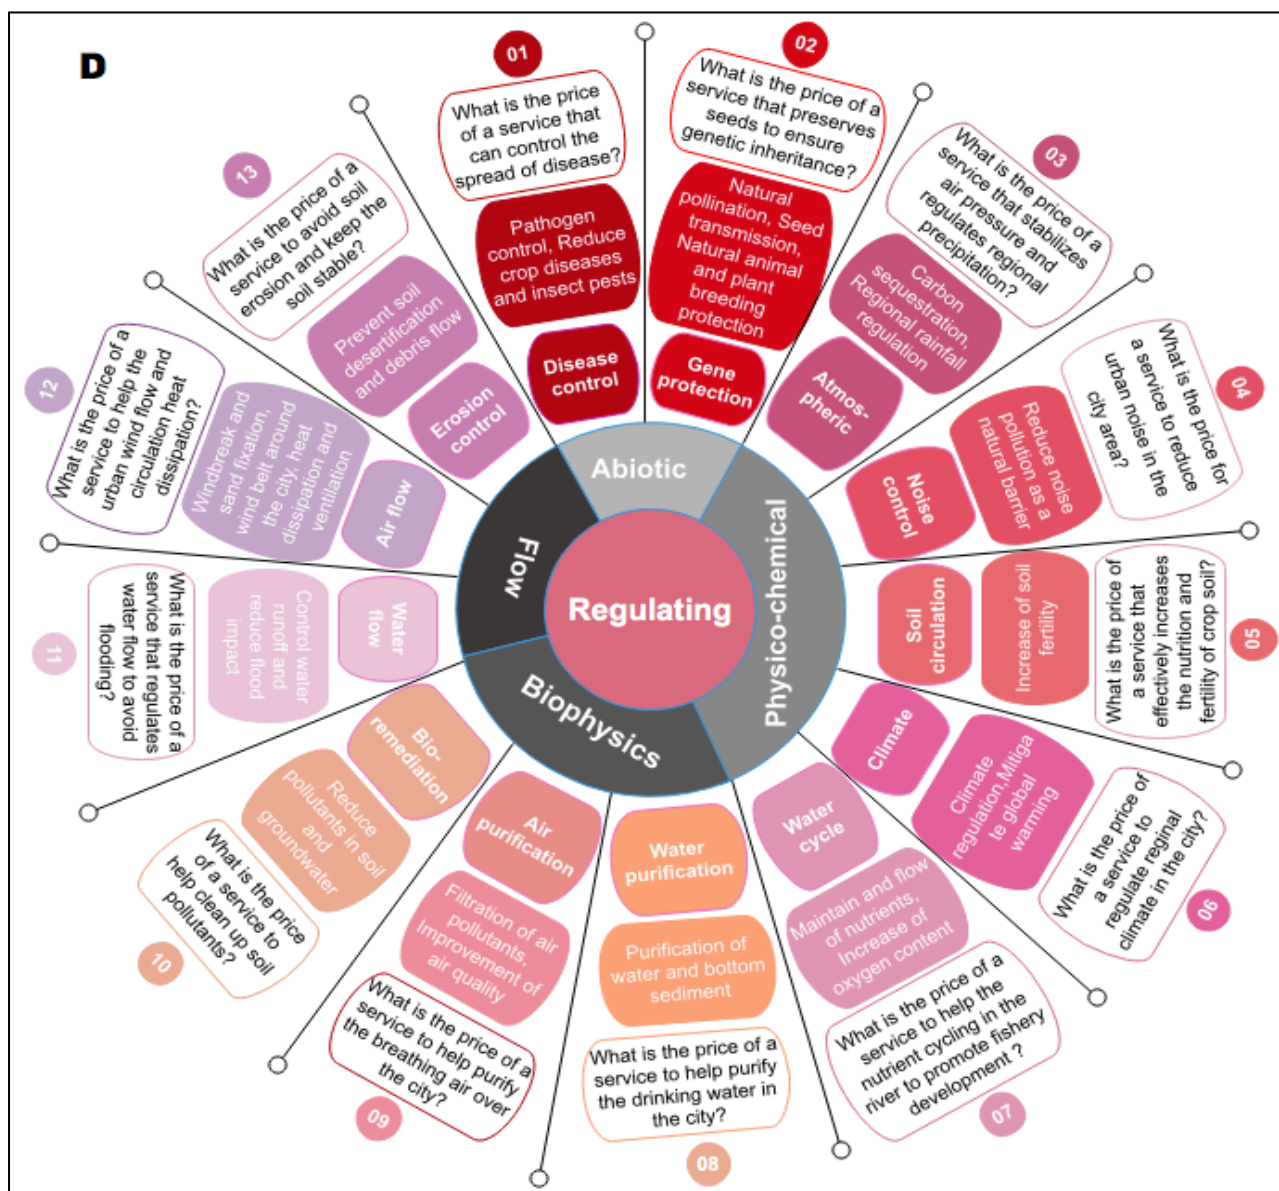 D
Regulating
Abiotic
Physico-chemical
Biophysics
Flow
01
What is the price
of a service that
can control the
spread of disease?
Pathogen
control, Reduce
crop diseases
and insect pests
Disease
control
02
What is the price of a
service that preserves
seeds to ensure
genetic inheritance?
Natural
pollination, Seed
transmission,
Natural animal
and plant
breeding
protection
Gene
protection
03
What is the price of a
service that stabilizes
air pressure and
regulates regional
precipitation?
Carbon
sequestration,
Regional rainfall
regulation
Atmos-
pheric
04
What is the price for
a service to reduce
urban noise in the
city area?
Reduce noise
pollution as a
natural barrier
Noise
control
05
What is the price of
a service that
effectively increases
the nutrition and
fertility of crop soil?
Increase of soil
fertility
Soil
circulation
06
What is the price of
a service to
regulate reginal
climate in the city?
Climate
regulation,Mitiga
te global
warming
Climate
07
What is the price of a
service to help the
nutrient cycling in the
river to promote fishery
development ?
Maintain and flow
of nutrients,
Increase of
oxygen content
Water
cycle
08
What is the price of a
service to help purify
the drinking water in
the city?
Purification of
water and bottom
sediment
Water
purification
09
What is the price of a
service to help purify
the breathing air over
the city?
Filtration of air
pollutants,
Improvement of
air quality
Air
purification
10
What is the price
of a service to
help clean up soil
pollutants?
Reduce
pollutants in soil
and
groundwater
Bio-
remediation
11
What is the price of a
service that regulates
water flow to avoid
flooding?
Control water
runoff and
reduce flood
impact
Water
flow
12
What is the price of a
service to help the
urban wind flow and
circulation heat
dissipation?
Windbreak and
sand fixation,
wind belt around
the city, heat
dissipation and
ventilation
Air flow
13
What is the price of a
service to avoid soil
erosion and keep the
soil stable?
Prevent soil
desertification
and debris flow
Erosion
control